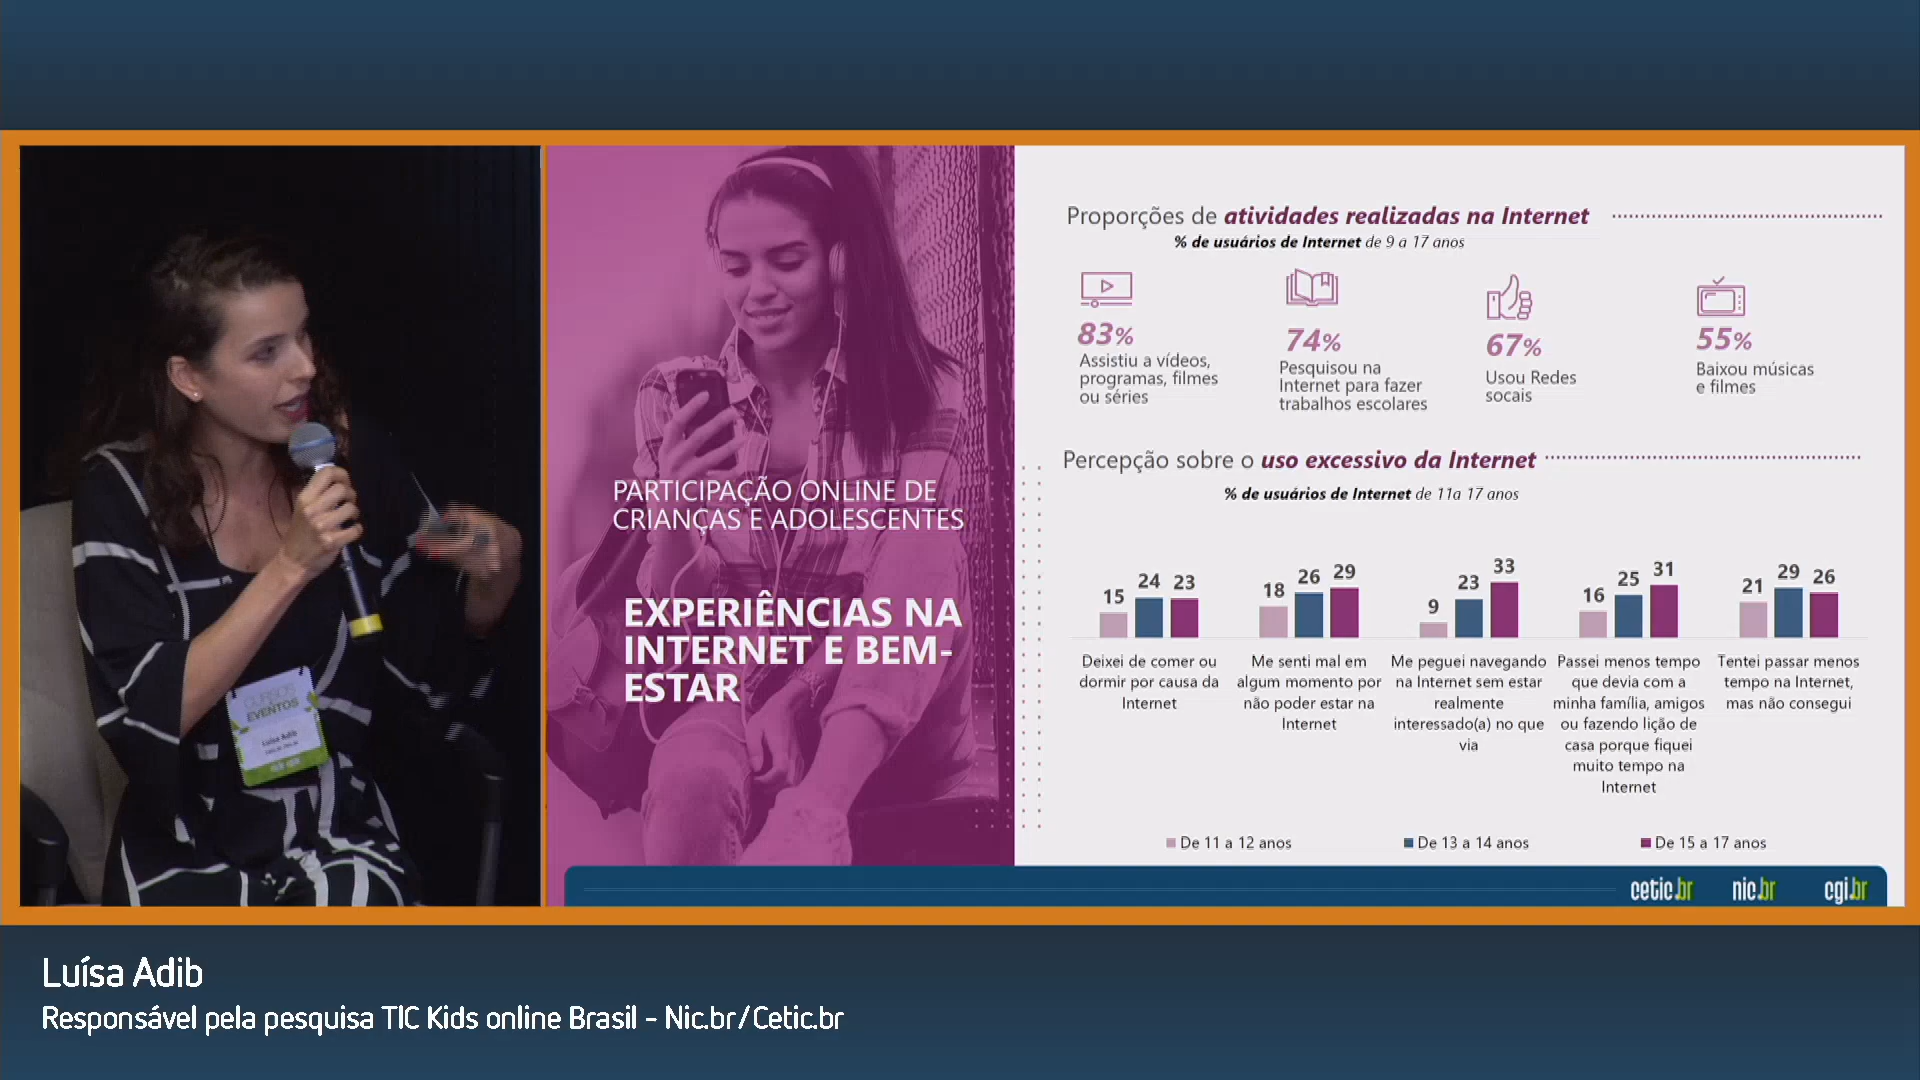 CURSOS
EVENTOS
Luísa Adib
PARTICIPAÇÃO ONLINE DE
CRIANÇAS E ADOLESCENTES
EXPERIÊNCIAS NA
INTERNET E BEM-
ESTAR
Proporções de atividades realizadas na Internet
% de usuários de Internet de 9 a 17 anos
83%
Assistiu a vídeos,
programas, filmes
ou séries
74%
Pesquisou na
Internet para fazer
trabalhos escolares
67%
Usou Redes
socais
55%
Baixou músicas
e filmes
Percepção sobre o uso excessivo da Internet
% de usuários de Internet de 11a 17 anos
15 24 23
Deixei de comer ou
dormir por causa da
Internet
18 26 29
Me senti mal em
algum momento por
não poder estar na
Internet
9 23 33
Me peguei navegando
na Internet sem estar
realmente
interessado(a) no que
via
16 25 31
Passei menos tempo
que devia com a
minha família, amigos
ou fazendo lição de
casa porque fiquei
muito tempo na
Internet
21 29 26
Tentei passar menos
tempo na Internet,
mas não consegui
De 11 a 12 anos De 13 a 14 anos De 15 a 17 anos
cetic.br nic.br cgi.br
Luísa Adib
Responsável pela pesquisa TIC Kids online Brasil - Nic.br/Cetic.br